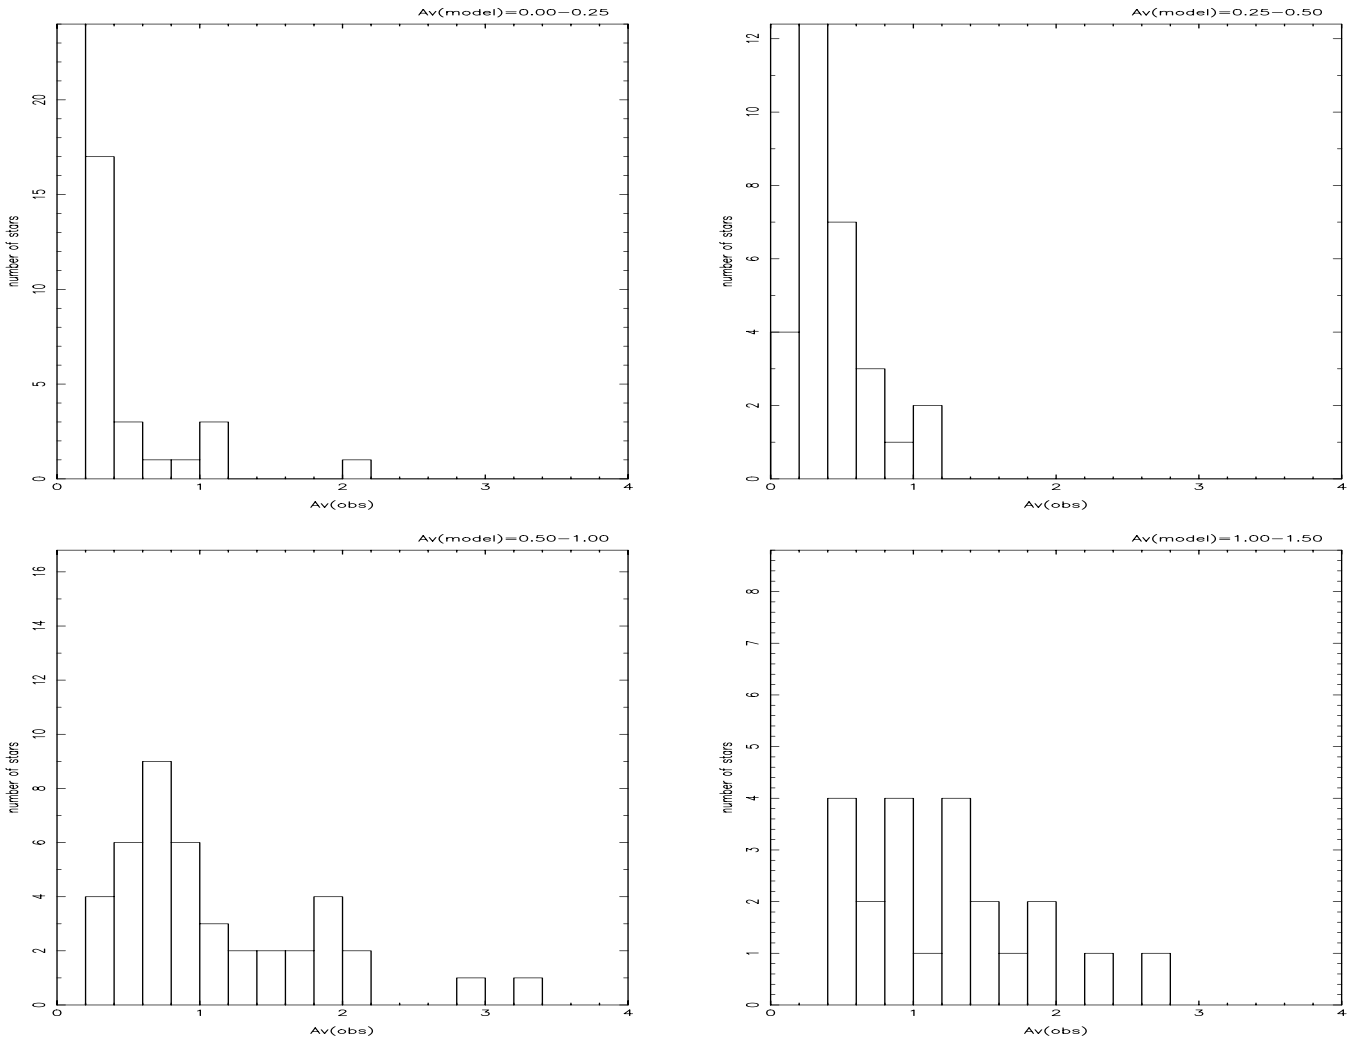 Av(model)=0.00-0.25
Av(model)=0.25-0.50
number of stars
0 5 10 15 20
0 1 2 3 4
Av(obs)
number of stars
0 2 4 6 8 10 12
0 1 2 3 4
Av(obs)
Av(model)=0.50-1.00
Av(model)=1.00-1.50
number of stars
0 2 4 6 8 10 12 14 16
0 1 2 3 4
Av(obs)
number of stars
0 1 2 3 4 5 6 7 8
0 1 2 3 4
Av(obs)